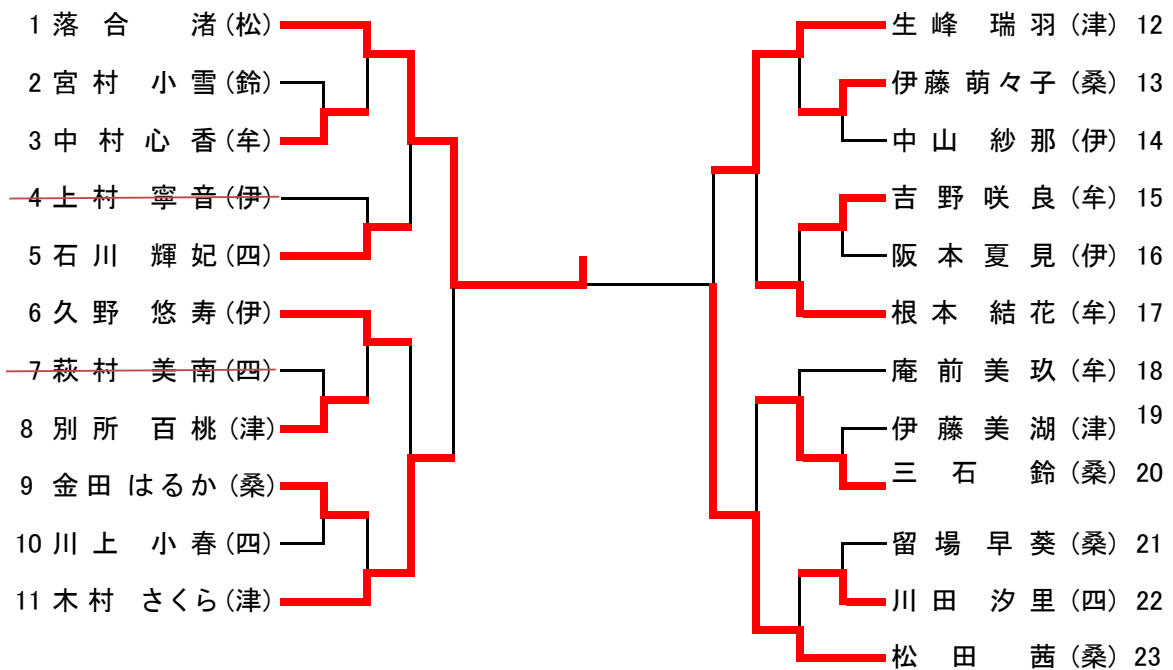 1 落合 渚(松)
2 宮村 小雪(鈴)
3 中村心香(牟)
4 上村 寧音(伊)
5 石川 輝妃(四)
6 久野 悠寿(伊)
7 萩村 美南(四)
8 別所 百桃(津)
9 金田 はるか(桑)
10 川上 小春(四)
11 木村 さくら(津)
生峰 瑞羽(津) 12
伊藤 萌々子(桑) 13
中山 紗那(伊) 14
吉野咲良(牟) 15
阪本夏見(伊) 16
根本 結花(牟) 17
庵前美玖(牟) 18
伊藤美湖(津) 19
三石 鈴(桑) 20
留場早葵(桑) 21
川田 汐里(四) 22
松田 茜(桑) 23